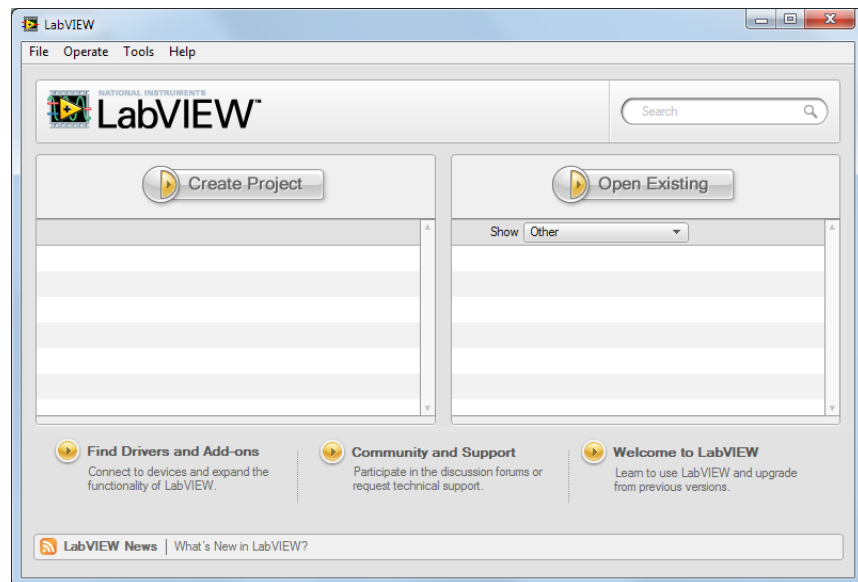 LabVIEW
File Operate Tools Help
NATIONAL INSTRUMENTS
LabVIEW™
Search
Create Project
Open Existing
Show Other
Find Drivers and Add-ons
Connect to devices and expand the
functionality of LabVIEW.
Community and Support
Participate in the discussion forums or
request technical support.
Welcome to LabVIEW
Learn to use LabVIEW and upgrade
from previous versions.
LabVIEW News | What's New in LabVIEW?